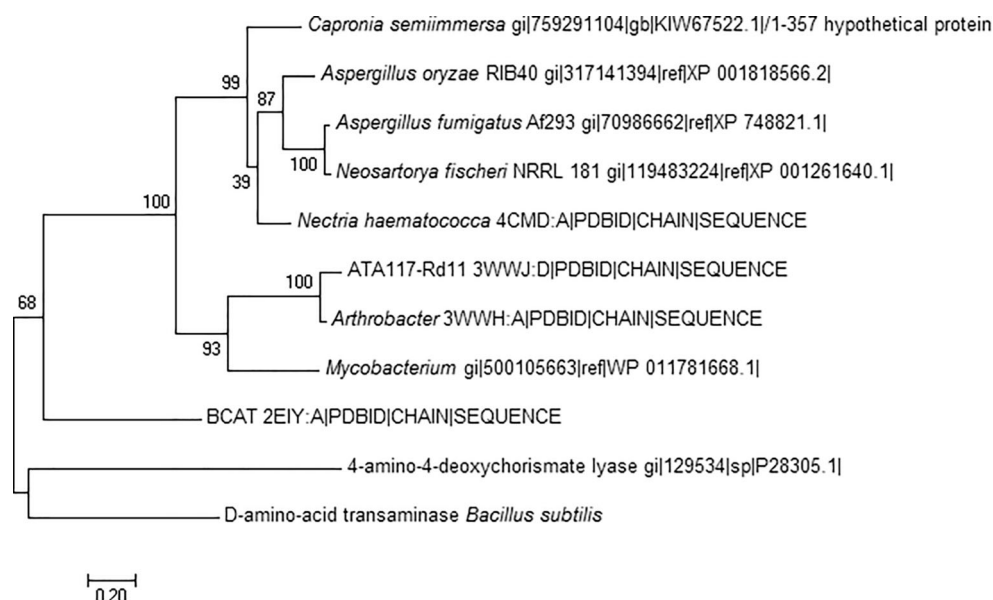 Capronia semiimmersa gi|759291104|gb|KIW67522.1|/1-357 hypothetical protein
Aspergillus oryzae RIB40 gi|317141394|ref|XP 001818566.2|
99
87
Aspergillus fumigatus Af293 gi|70986662|ref|XP 748821.1|
100
Neosartorya fischeri NRRL 181 gi|119483224|ref|XP 001261640.1|
39
100
Nectria haematococca 4CMD:A|PDBID|CHAIN|SEQUENCE
ATA117-Rd11 3WWJ:D|PDBID|CHAIN|SEQUENCE
100
68
Arthrobacter 3WWH:A|PDBID|CHAIN|SEQUENCE
93
Mycobacterium gi|500105663|ref|WP 011781668.1|
BCAT 2EIY:A|PDBID|CHAIN|SEQUENCE
4-amino-4-deoxychorismate lyase gi|129534|sp|P28305.1|
D-amino-acid transaminase Bacillus subtilis
0.20